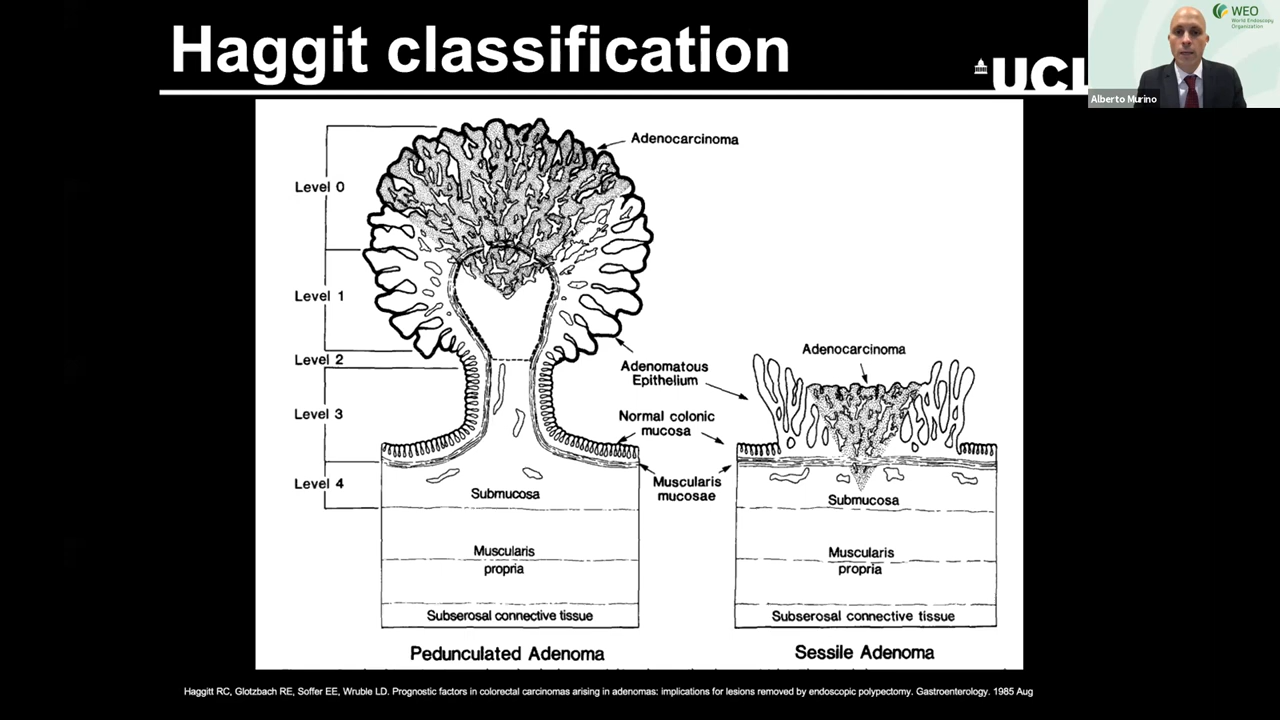 Haggit classification
UCL
WEO
World Endoscopy
Organization
Alberto Murino
Adenocarcinoma
Level 0
Level 1
Level 2
Level 3
Level 4
Adenomatous
Epithelium
Normal colonic
mucosa
Muscularis
mucosae
Submucosa
Muscularis
propria
Subserosal connective tissue
Pedunculated Adenoma
Adenocarcinoma
Submucosa
Muscularis
propria
Subserosal connective tissue
Sessile Adenoma
Haggitt RC, Glotzbach RE, Soffer EE, Wruble LD. Prognostic factors in colorectal carcinomas arising in adenomas: implications for lesions removed by endoscopic polypectomy. Gastroenterology. 1985 Aug